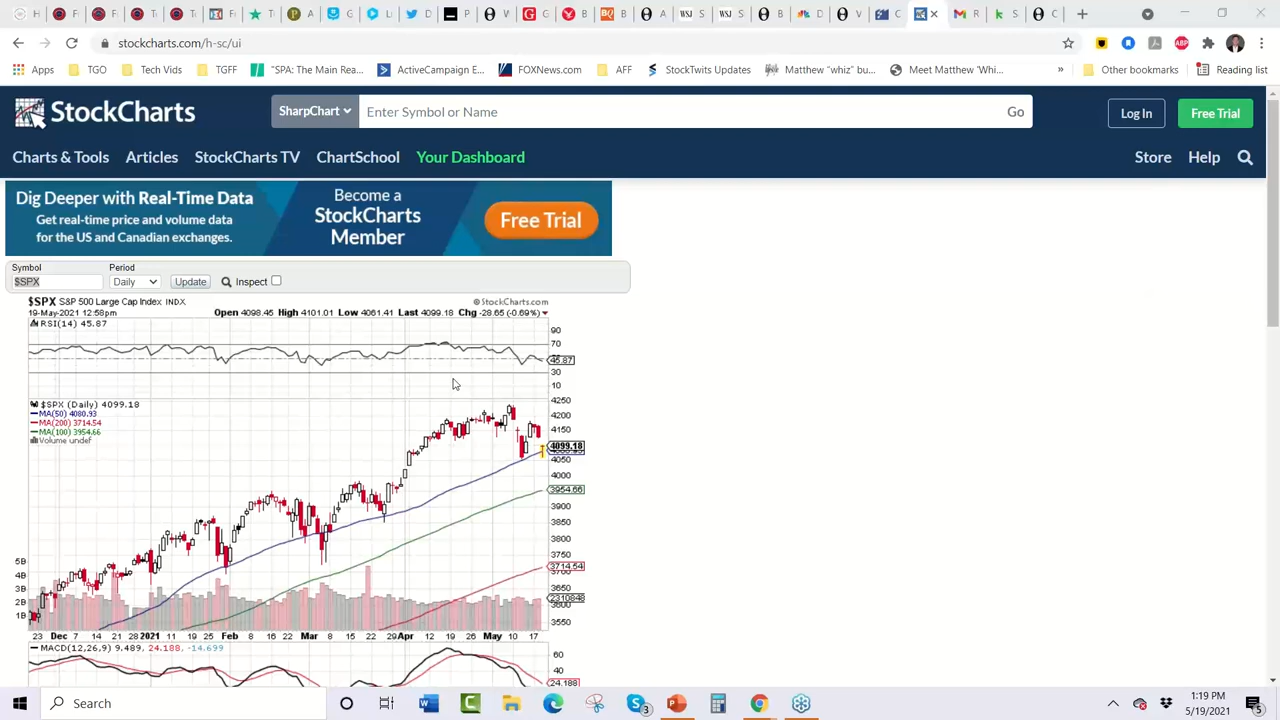 stockcharts.com/h-sc/ui
ABP
Apps
TGO
Tech Vids
TGFF
"SPA: The Main Rea...
ActiveCampaign E...
FOXNews.com
AFF
StockTwits Updates
Matthew "whiz" bu...
Meet Matthew 'Whi...
»
Other bookmarks
Reading list
StockCharts
SharpChart
Enter Symbol or Name
Go
Log In
Free Trial
Charts & Tools
Articles
StockCharts TV
ChartSchool
Your Dashboard
Store
Help
Dig Deeper with Real-Time Data
Get real-time price and volume data
for the US and Canadian exchanges.
Become a
StockCharts
Member
Free Trial
Symbol
Period
$SPX
Daily
Update
Inspect
$SPX S&P 500 Large Cap Index INDX
© StockCharts.com
19-May-2021 12:58pm
Open 4098.45 High 4101.01 Low 4061.41 Last 4099.18 Chg -28.65 (-0.69%)
RSI(14) 45.87
90
70
45.87
30
10
$SPX (Daily) 4099.18
MA(50) 4080.93
MA(200) 3714.54
MA(100) 3954.66
Volume undef
4250
4200
4150
4099.18
4050
4000
3954.66
3900
3850
3800
3750
3714.54
3700
3650
2310848
3600
3550
5B
4B
3B
2B
1B
23 Dec 7 14 21 28 2021 11 19 25 Feb 8 16 22 Mar 8 15 22 29 Apr 12 19 26 May 10 17
MACD(12,26,9) 9.489, 24.188, -14.699
60
40
24.188
Search
3
1:19 PM
5/19/2021
5